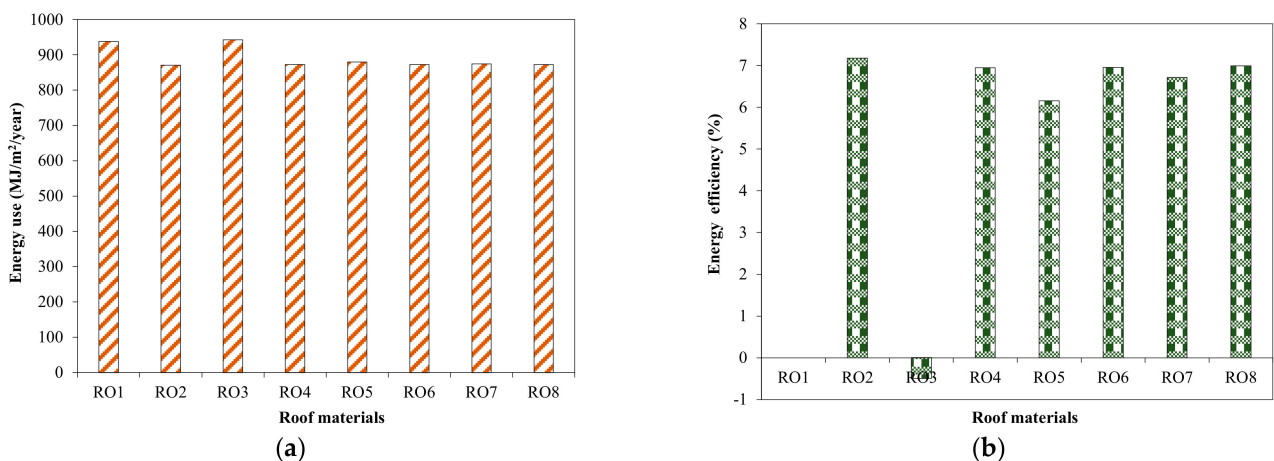 1000
900
800
700
600
500
400
300
200
100
0
Energy use (MJ/m²/year)
RO1 RO2 RO3 RO4 RO5 RO6 RO7 RO8
Roof materials
(a)
8
7
6
5
4
3
2
1
0
-1
Energy efficiency (%)
RO1 RO2 RO3 RO4 RO5 RO6 RO7 RO8
Roof materials
(b)